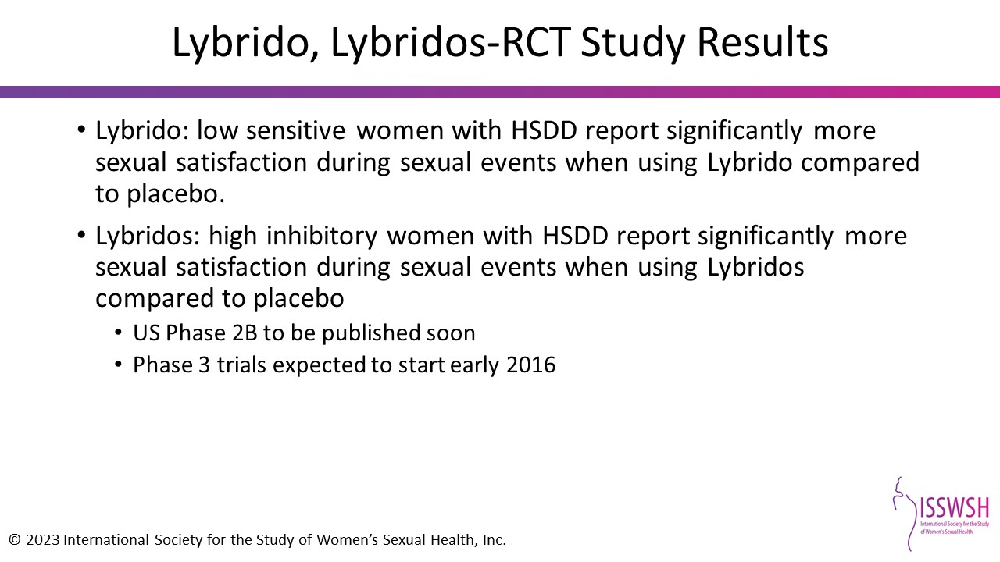 Lybrido, Lybridos-RCT Study Results
• Lybrido: low sensitive women with HSDD report significantly more
sexual satisfaction during sexual events when using Lybrido compared
to placebo.
• Lybridos: high inhibitory women with HSDD report significantly more
sexual satisfaction during sexual events when using Lybridos
compared to placebo
• US Phase 2B to be published soon
• Phase 3 trials expected to start early 2016
ISSWSH
International Society for the Study
of Women's Sexual Health
© 2023 International Society for the Study of Women’s Sexual Health, Inc.